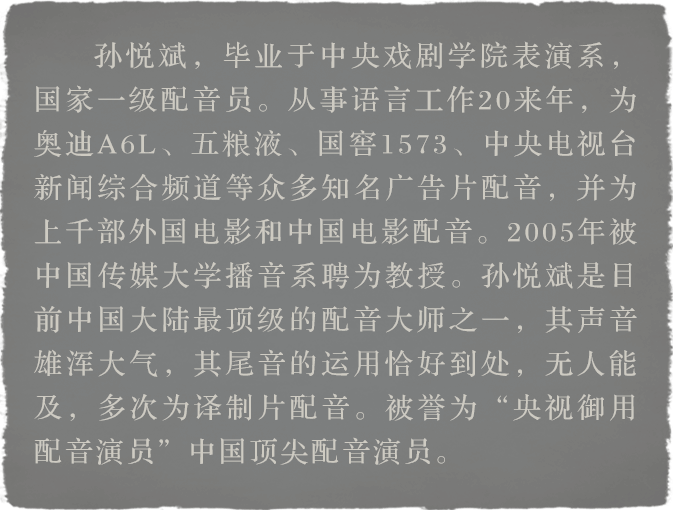 孙悦斌，毕业于中央戏剧学院表演系，
国家一级配音员。从事语言工作20来年，为
奥迪A6L、五粮液、国窖1573、中央电视台
新闻综合频道等众多知名广告片配音，并为
上千部外国电影和中国电影配音。2005年被
中国传媒大学播音系聘为教授。孙悦斌是目
前中国大陆最顶级的配音大师之一，其声音
雄浑大气，其尾音的运用恰好到处，无人能
及，多次为译制片配音。被誉为“央视御用
配音演员”中国顶尖配音演员。